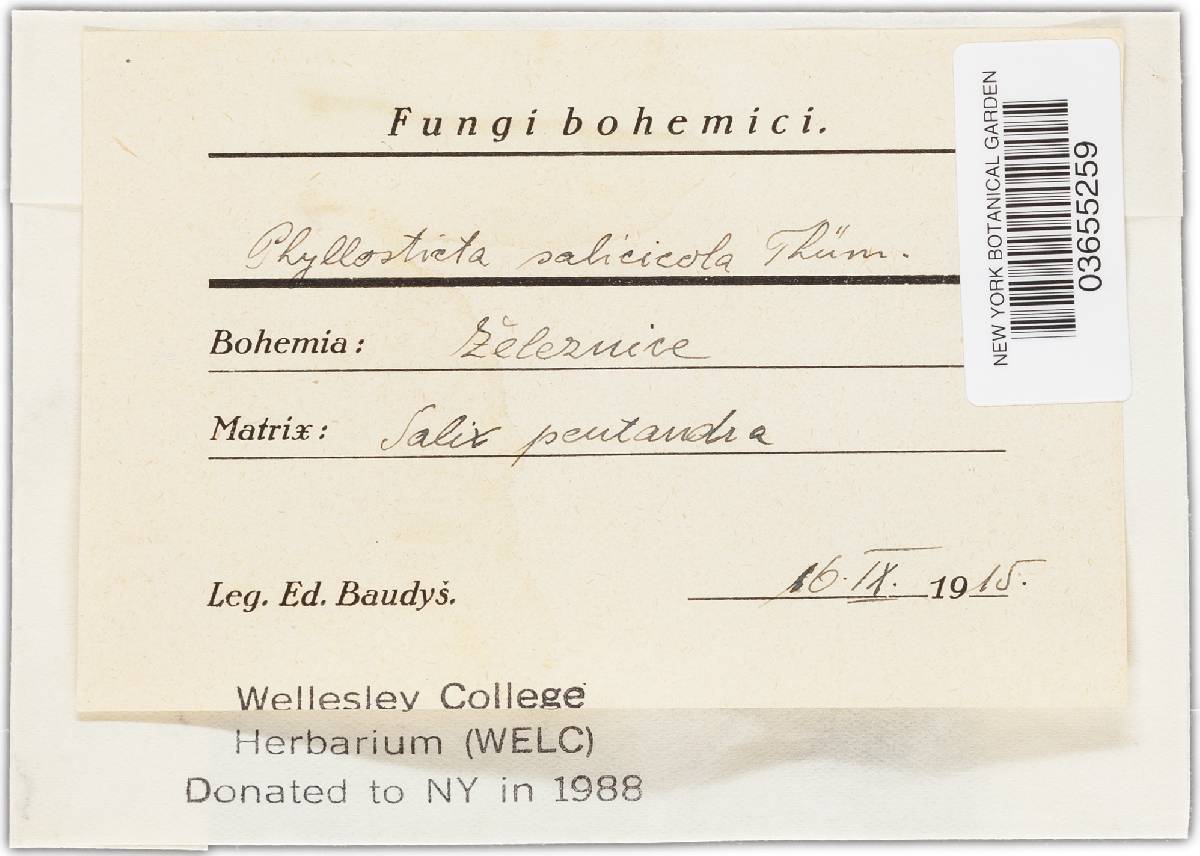 Fungi bohemici.
Phyllosticta salicicola Thüm.
Bohemia: Železnice
Matrix: Salix pentandra
Leg. Ed. Baudyš. 16. IX. 1915.
Wellesley College
Herbarium (WELC)
Donated to NY in 1988
NEW YORK BOTANICAL GARDEN
03655259